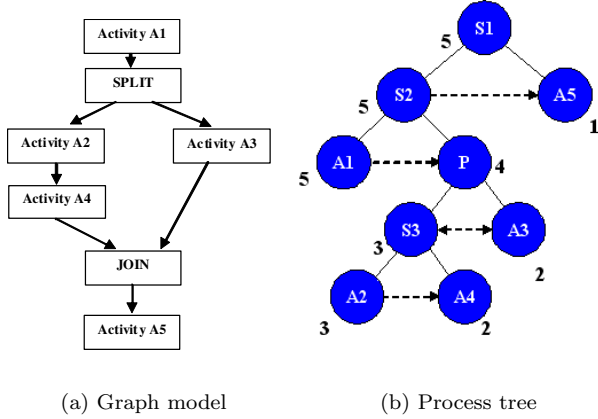 Activity A1
SPLIT
Activity A2
Activity A3
Activity A4
JOIN
Activity A5
(a) Graph model
S1
5
S2
A5
5
1
A1
P
5
4
S3
A3
3
2
A2
A4
3
2
(b) Process tree